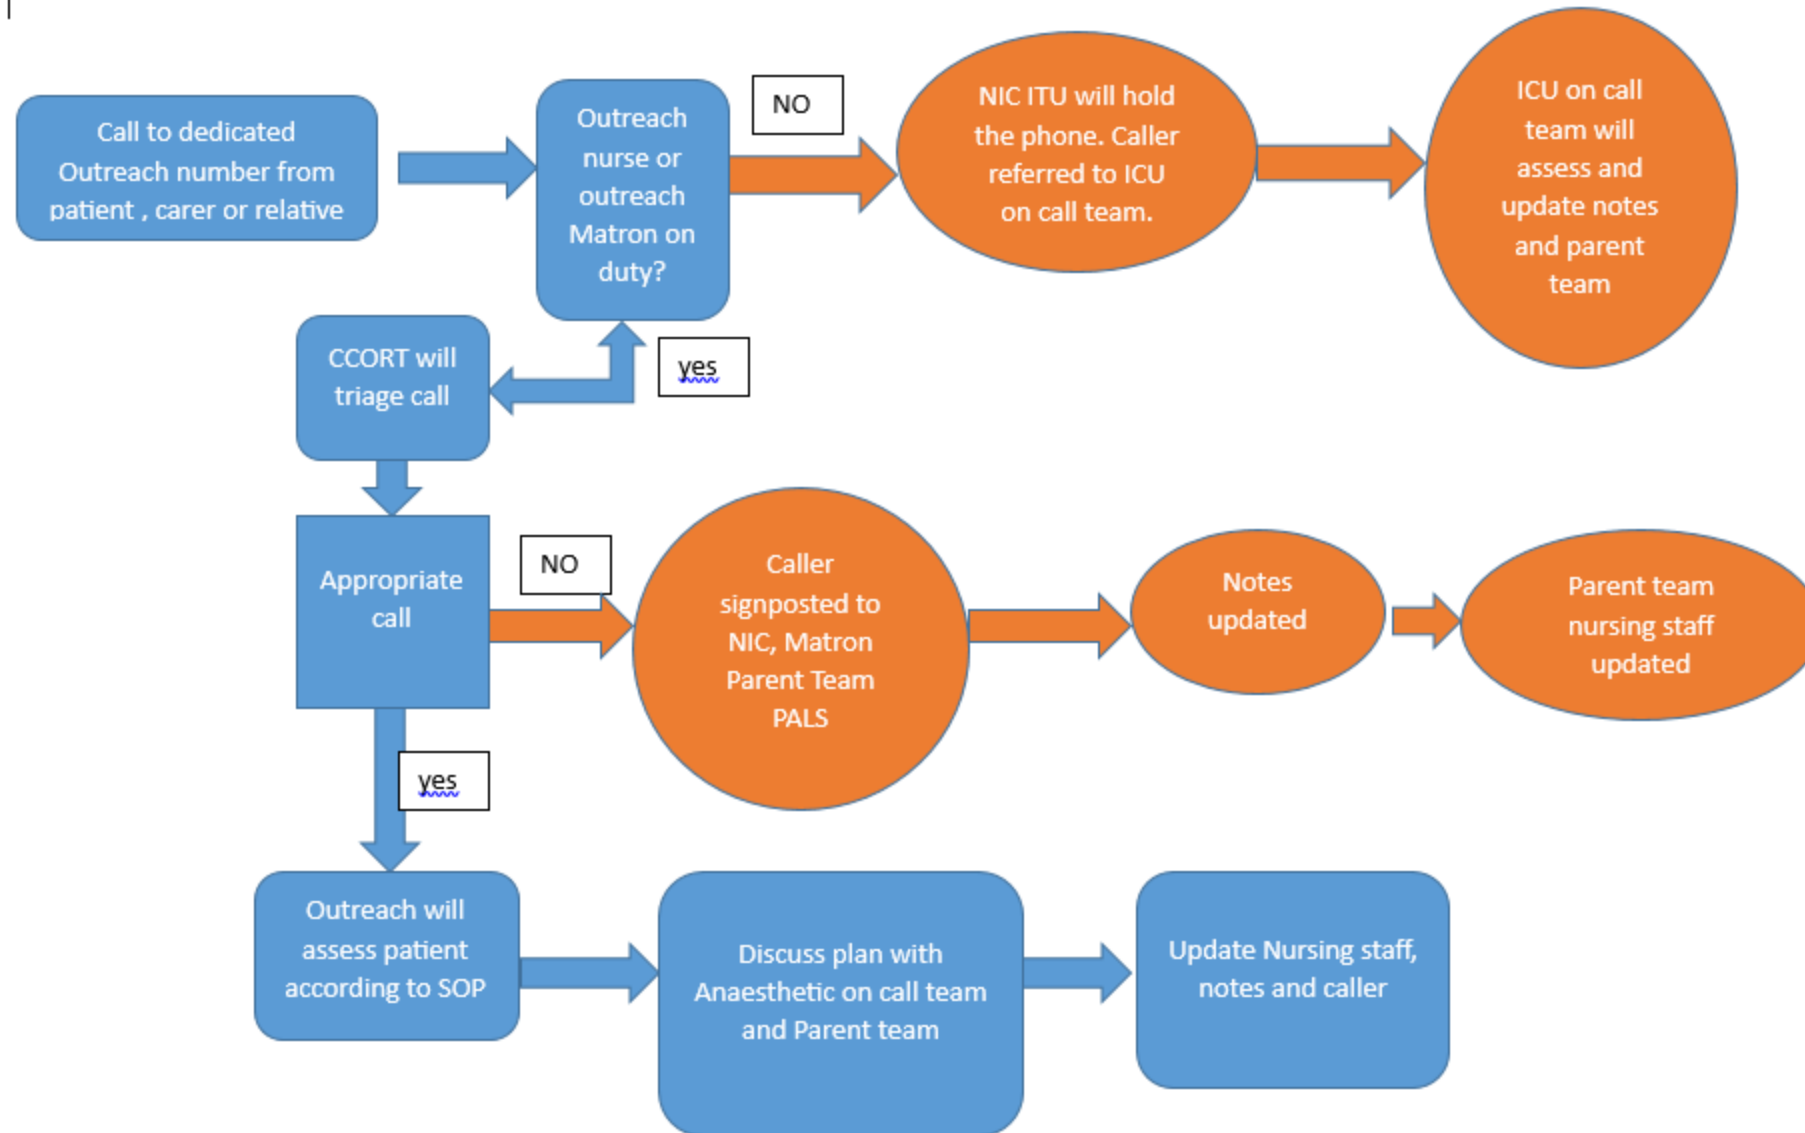 Call to dedicated
Outreach number from
patient , carer or relative
Outreach
nurse or
outreach
Matron on
duty?
NO
NIC ITU will hold
the phone. Caller
referred to ICU
on call team.
ICU on call
team will
assess and
update notes
and parent
team
yes
CCORT will
triage call
Appropriate
call
NO
Caller
signposted to
NIC, Matron
Parent Team
PALS
Notes
updated
Parent team
nursing staff
updated
yes
Outreach will
assess patient
according to SOP
Discuss plan with
Anaesthetic on call team
and Parent team
Update Nursing staff,
notes and caller